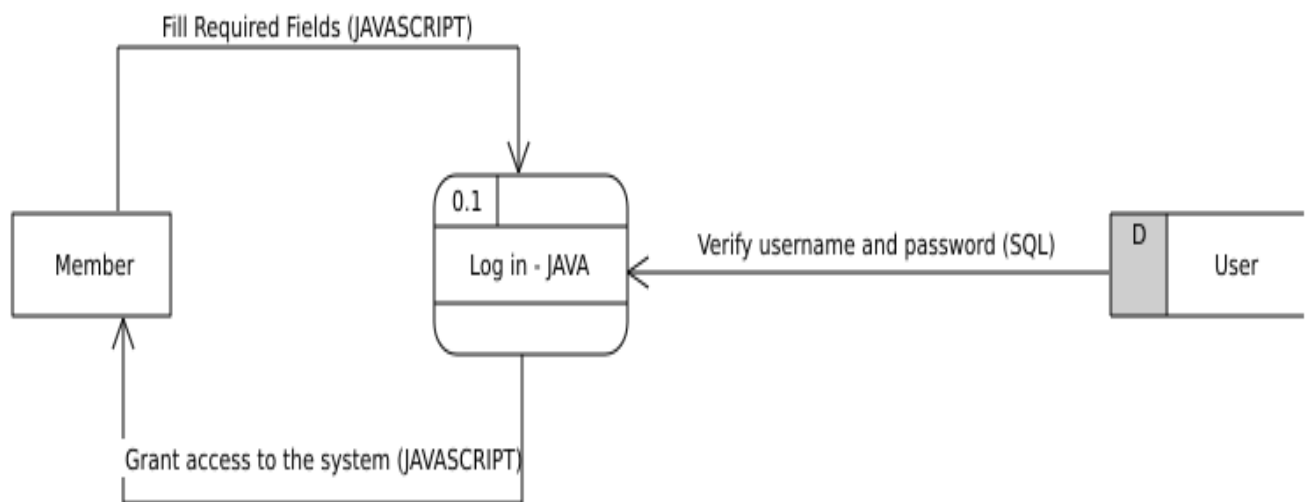 Fill Required Fields (JAVASCRIPT)
0.1
Member
Log in - JAVA
Verify username and password (SQL)
D
User
Grant access to the system (JAVASCRIPT)